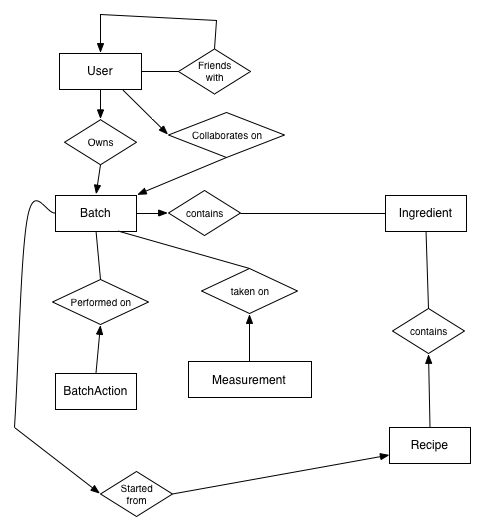 User
Friends
with
Owns
Collaborates on
Batch
contains
Ingredient
Performed on
taken on
contains
BatchAction
Measurement
Recipe
Started
from